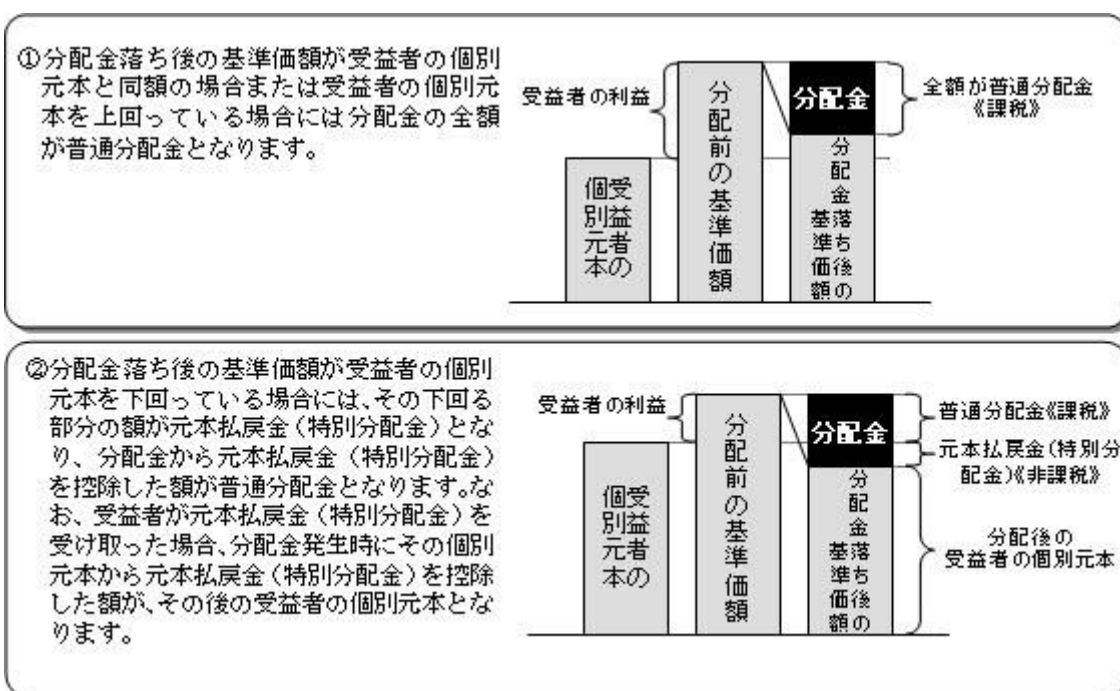 ①分配金落ち後の基準価額が受益者の個別
元本と同額の場合または受益者の個別元
本を上回っている場合には分配金の全額
が普通分配金となります。
受益者の利益
受益者の
個別元本
分配前の基準価額
分配金
分配金落ち後の
基準価額
全額が普通分配金
《課税》
②分配金落ち後の基準価額が受益者の個別
元本を下回っている場合には、その下回る
部分の額が元本払戻金(特別分配金)とな
り、分配金から元本払戻金(特別分配金)
を控除した額が普通分配金となります。な
お、受益者が元本払戻金(特別分配金)を
受け取った場合、分配金発生時にその個別
元本から元本払戻金(特別分配金)を控除
した額が、その後の受益者の個別元本とな
ります。
受益者の利益
受益者の
個別元本
分配前の基準価額
分配金
分配金落ち後の
基準価額
普通分配金《課税》
元本払戻金(特別分
配金)《非課税》
分配後の
受益者の個別元本